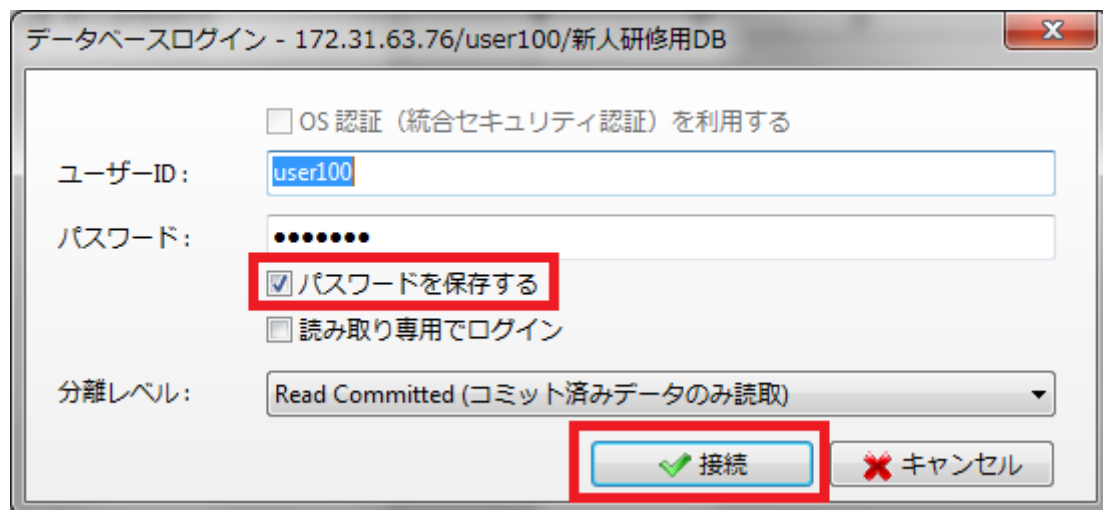 データベースログイン - 172.31.63.76/user100/新人研修用DB
OS 認証（統合セキュリティ認証）を利用する
ユーザーID：
user100
パスワード：
●●●●●●●
パスワードを保存する
読み取り専用でログイン
分離レベル：
Read Committed (コミット済みデータのみ読取)
接続
キャンセル